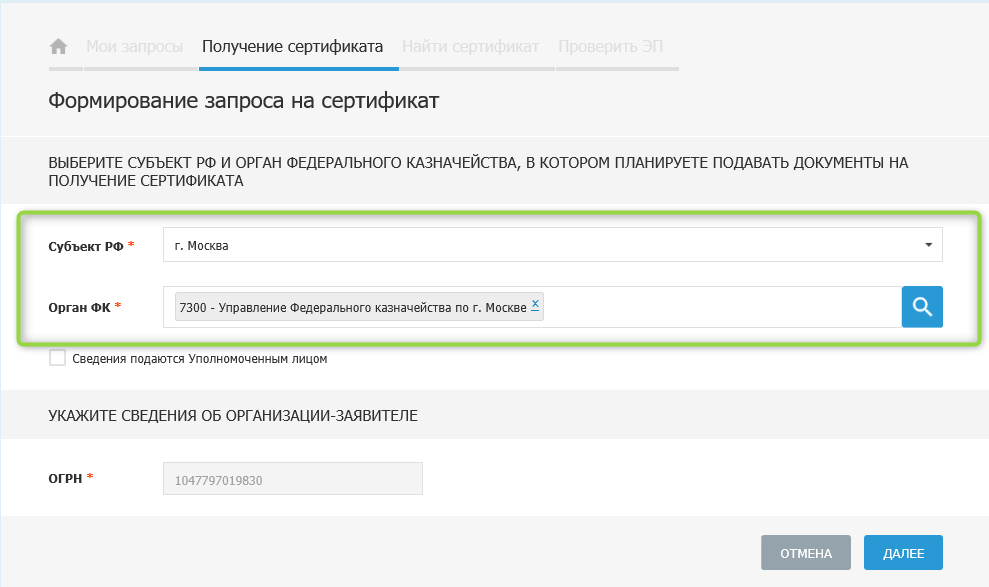 Мои запросы Получение сертификата Найти сертификат Проверить ЭП
Формирование запроса на сертификат
ВЫБЕРИТЕ СУБЪЕКТ РФ И ОРГАН ФЕДЕРАЛЬНОГО КАЗНАЧЕЙСТВА, В КОТОРОМ ПЛАНИРУЕТЕ ПОДАВАТЬ ДОКУМЕНТЫ НА
ПОЛУЧЕНИЕ СЕРТИФИКАТА
Субъект РФ * г. Москва
Орган ФК * 7300 - Управление Федерального казначейства по г. Москве x
Сведения подаются Уполномоченным лицом
УКАЖИТЕ СВЕДЕНИЯ ОБ ОРГАНИЗАЦИИ-ЗАЯВИТЕЛЕ
ОГРН * 1047797019830
ОТМЕНА ДАЛЕЕ